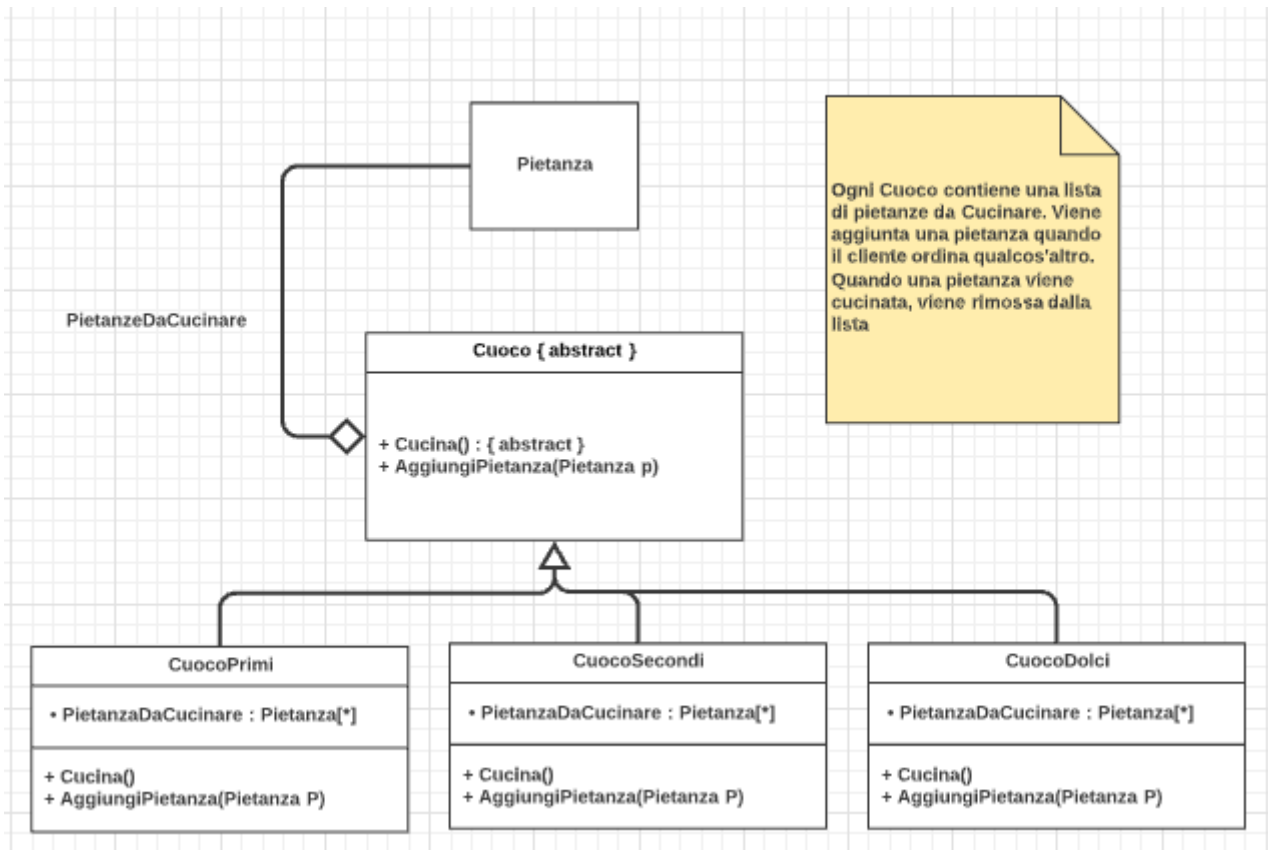 Pietanza
Ogni Cuoco contiene una lista
di pietanze da Cucinare. Viene
aggiunta una pietanza quando
il cliente ordina qualcos'altro.
Quando una pietanza viene
cucinata, viene rimossa dalla
lista
PietanzeDaCucinare
Cuoco { abstract }
+ Cucina() : { abstract }
+ AggiungiPietanza(Pietanza p)
CuocoPrimi
• PietanzaDaCucinare : Pietanza[*]
+ Cucina()
+ AggiungiPietanza(Pietanza P)
CuocoSecondi
• PietanzaDaCucinare : Pietanza[*]
+ Cucina()
+ AggiungiPietanza(Pietanza P)
CuocoDolci
• PietanzaDaCucinare : Pietanza[*]
+ Cucina()
+ AggiungiPietanza(Pietanza P)